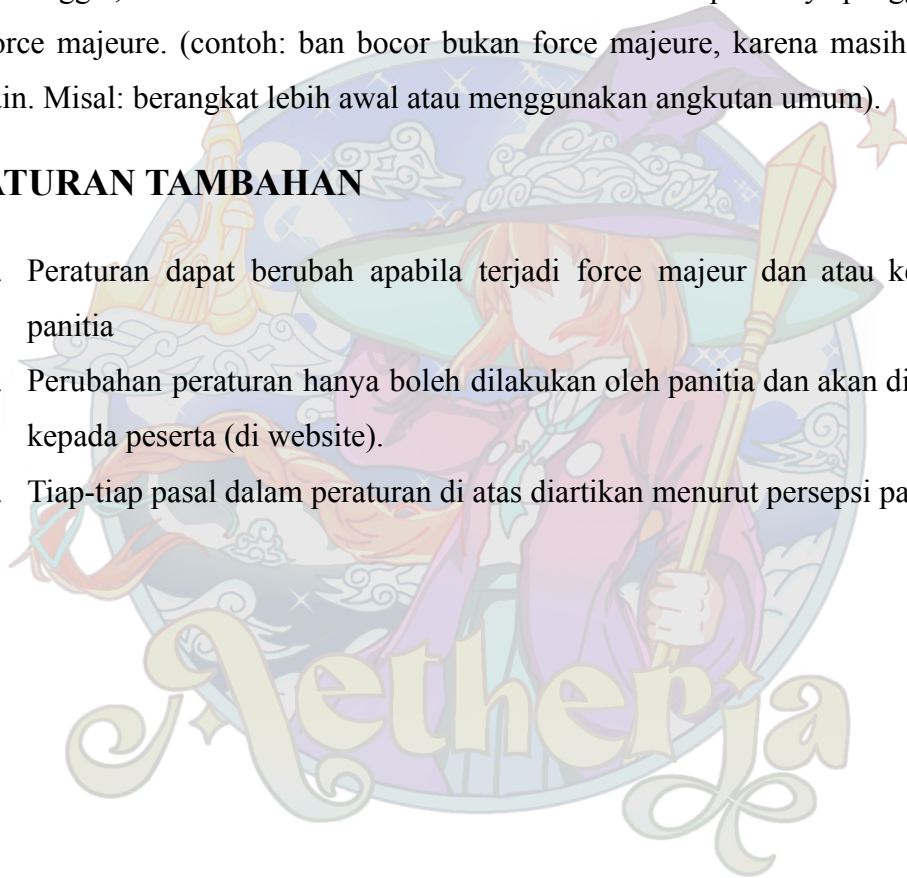 orce majeure. (contoh: ban bocor bukan force majeure, karena masih
in. Misal: berangkat lebih awal atau menggunakan angkutan umum).
ATURAN TAMBAHAN
Peraturan dapat berubah apabila terjadi force majeur dan atau ke
panitia
Perubahan peraturan hanya boleh dilakukan oleh panitia dan akan di
kepada peserta (di website).
Tiap-tiap pasal dalam peraturan di atas diartikan menurut persepsi pa
Aetheria